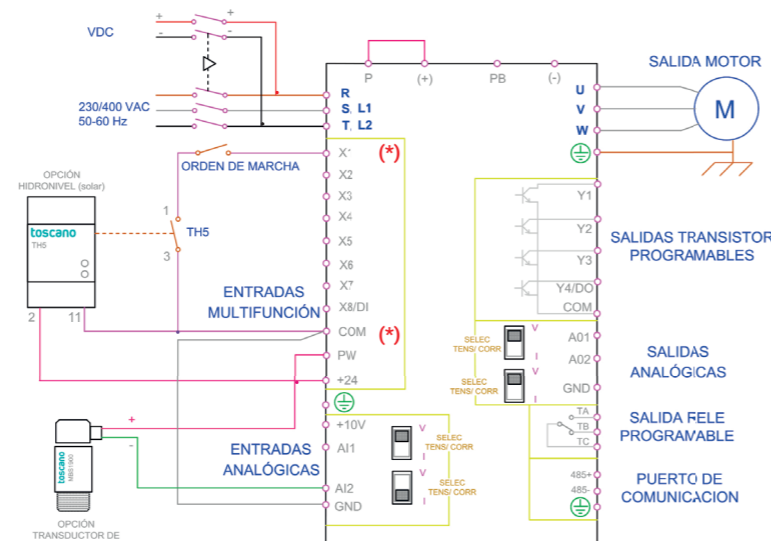 VDC
+
-
+
-
230/400 VAC
50-60 Hz
R
S, L1
T, L2
P
(+)
PB
(-)
U
V
W
SALIDA MOTOR
M
ORDEN DE MARCHA
OPCIÓN
HIDRONIVEL (solar)
toscano
TH5
2
11
1
3
TH5
X1
(*)
X2
X3
X4
X5
X6
X7
X8/DI
COM
(*)
PW
+24
ENTRADAS
MULTIFUNCIÓN
+10V
AI1
AI2
GND
ENTRADAS
ANALÓGICAS
V
I
SELEC
TENS/ CORR
V
I
SELEC
TENS/ CORR
+
-
toscano
OPCIÓN
TRANSDUCTOR DE
Y1
Y2
Y3
Y4/DO
COM
SALIDAS TRANSISTOR
PROGRAMABLES
SELEC
TENS/ CORR
V
I
SELEC
TENS/ CORR
V
I
A01
A02
GND
SALIDAS
ANALÓGICAS
TA
TB
TC
SALIDA RELE
PROGRAMABLE
485+
485-
PUERTO DE
COMUNICACION